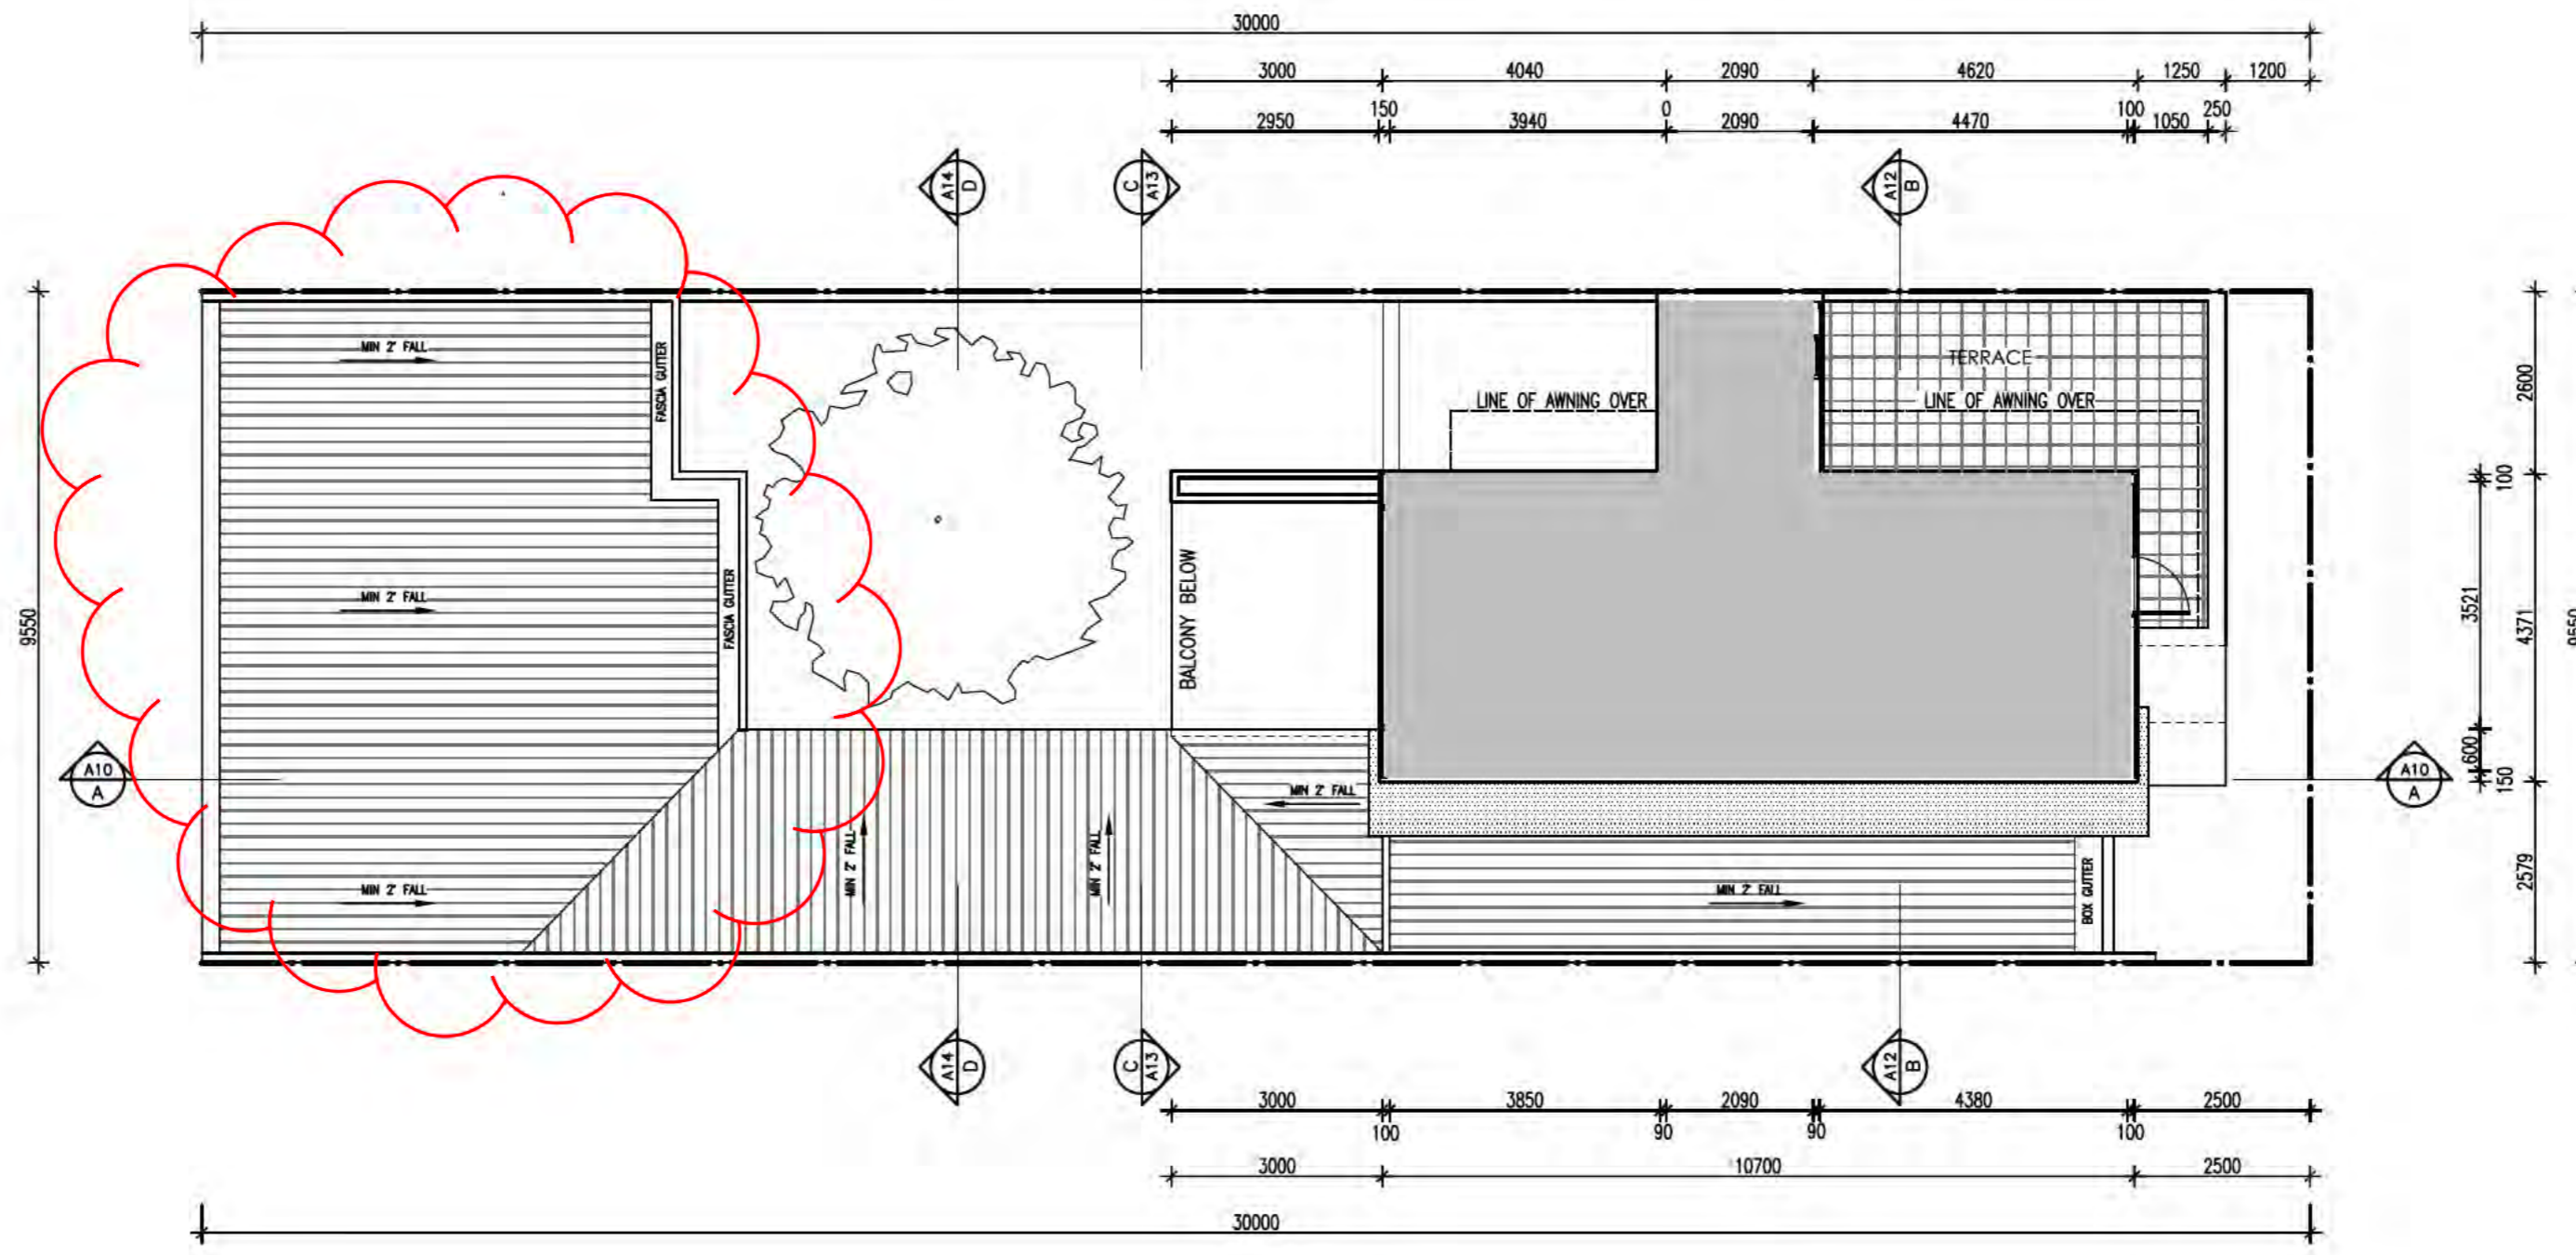 30000
3000 4040 2090 4620 1250 1200
150 0 100 250
2950 3940 2090 4470 1050
A14 D
C A13
A12 B
MIN 2' FALL
FASCIA GUTTER
TERRACE
LINE OF AWNING OVER
LINE OF AWNING OVER
2600
100
9550
MIN 2' FALL
FASCIA GUTTER
BALCONY BELOW
3521
4371
9550
A10 A
600
150
A10 A
MIN 2' FALL
MIN 2' FALL
MIN 2' FALL
MIN 2' FALL
MIN 2' FALL
BOX GUTTER
2579
A14 D
C A13
A12 B
3000 3850 2090 4380 2500
100 90 90 100
3000 10700 2500
30000